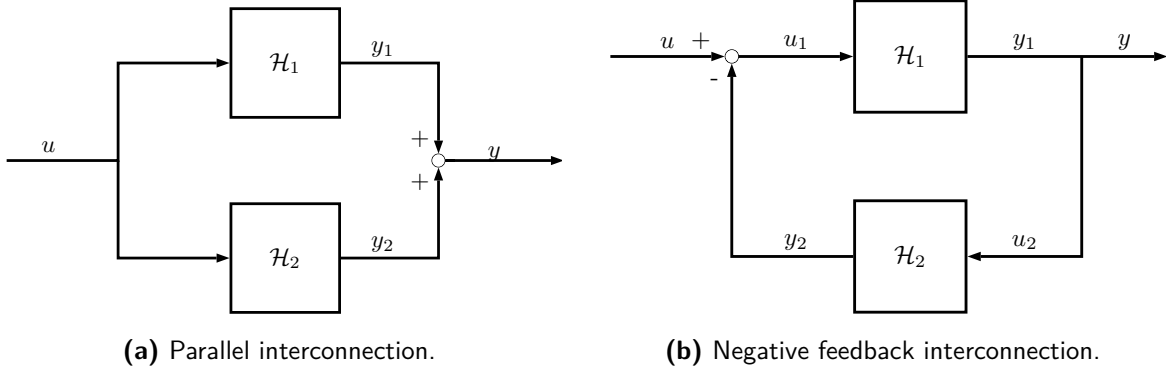 H₁
y₁
u
+
+
y
H₂
y₂
(a) Parallel interconnection.
u
+
u₁
H₁
y₁
y
-
y₂
H₂
u₂
(b) Negative feedback interconnection.